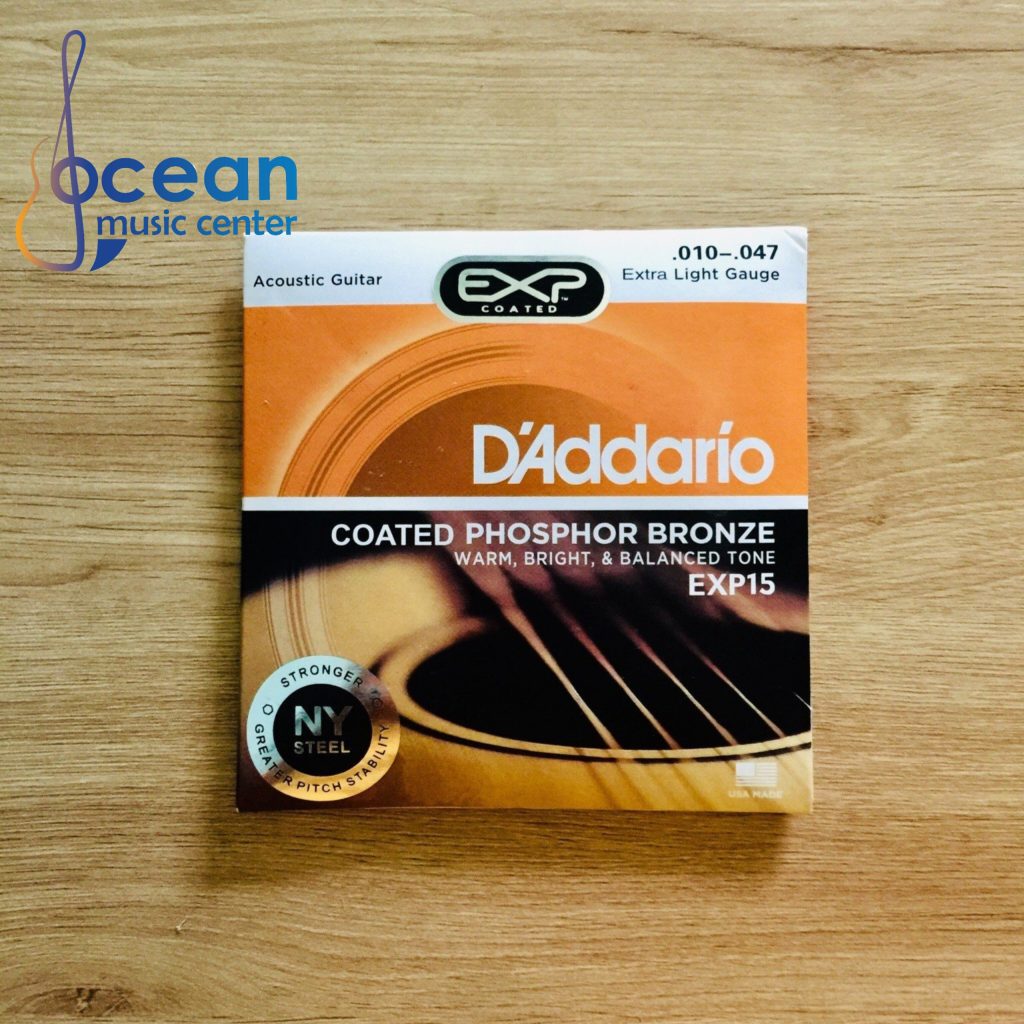 ocean
music center
Acoustic Guitar
EXP™
COATED
.010–.047
Extra Light Gauge
D'Addario
COATED PHOSPHOR BRONZE
WARM, BRIGHT, & BALANCED TONE
EXP15
STRONGER
NY
STEEL
GREATER PITCH STABILITY
USA MADE